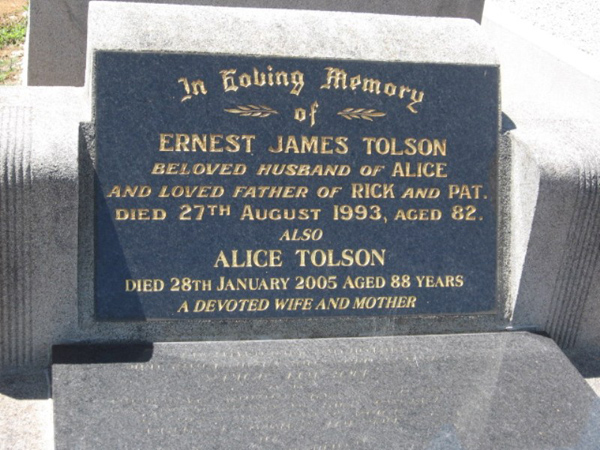 In Loving Memory
of
ERNEST JAMES TOLSON
BELOVED HUSBAND OF ALICE
AND LOVED FATHER OF RICK AND PAT.
DIED 27TH AUGUST 1993, AGED 82.
ALSO
ALICE TOLSON
DIED 28TH JANUARY 2005 AGED 88 YEARS
A DEVOTED WIFE AND MOTHER